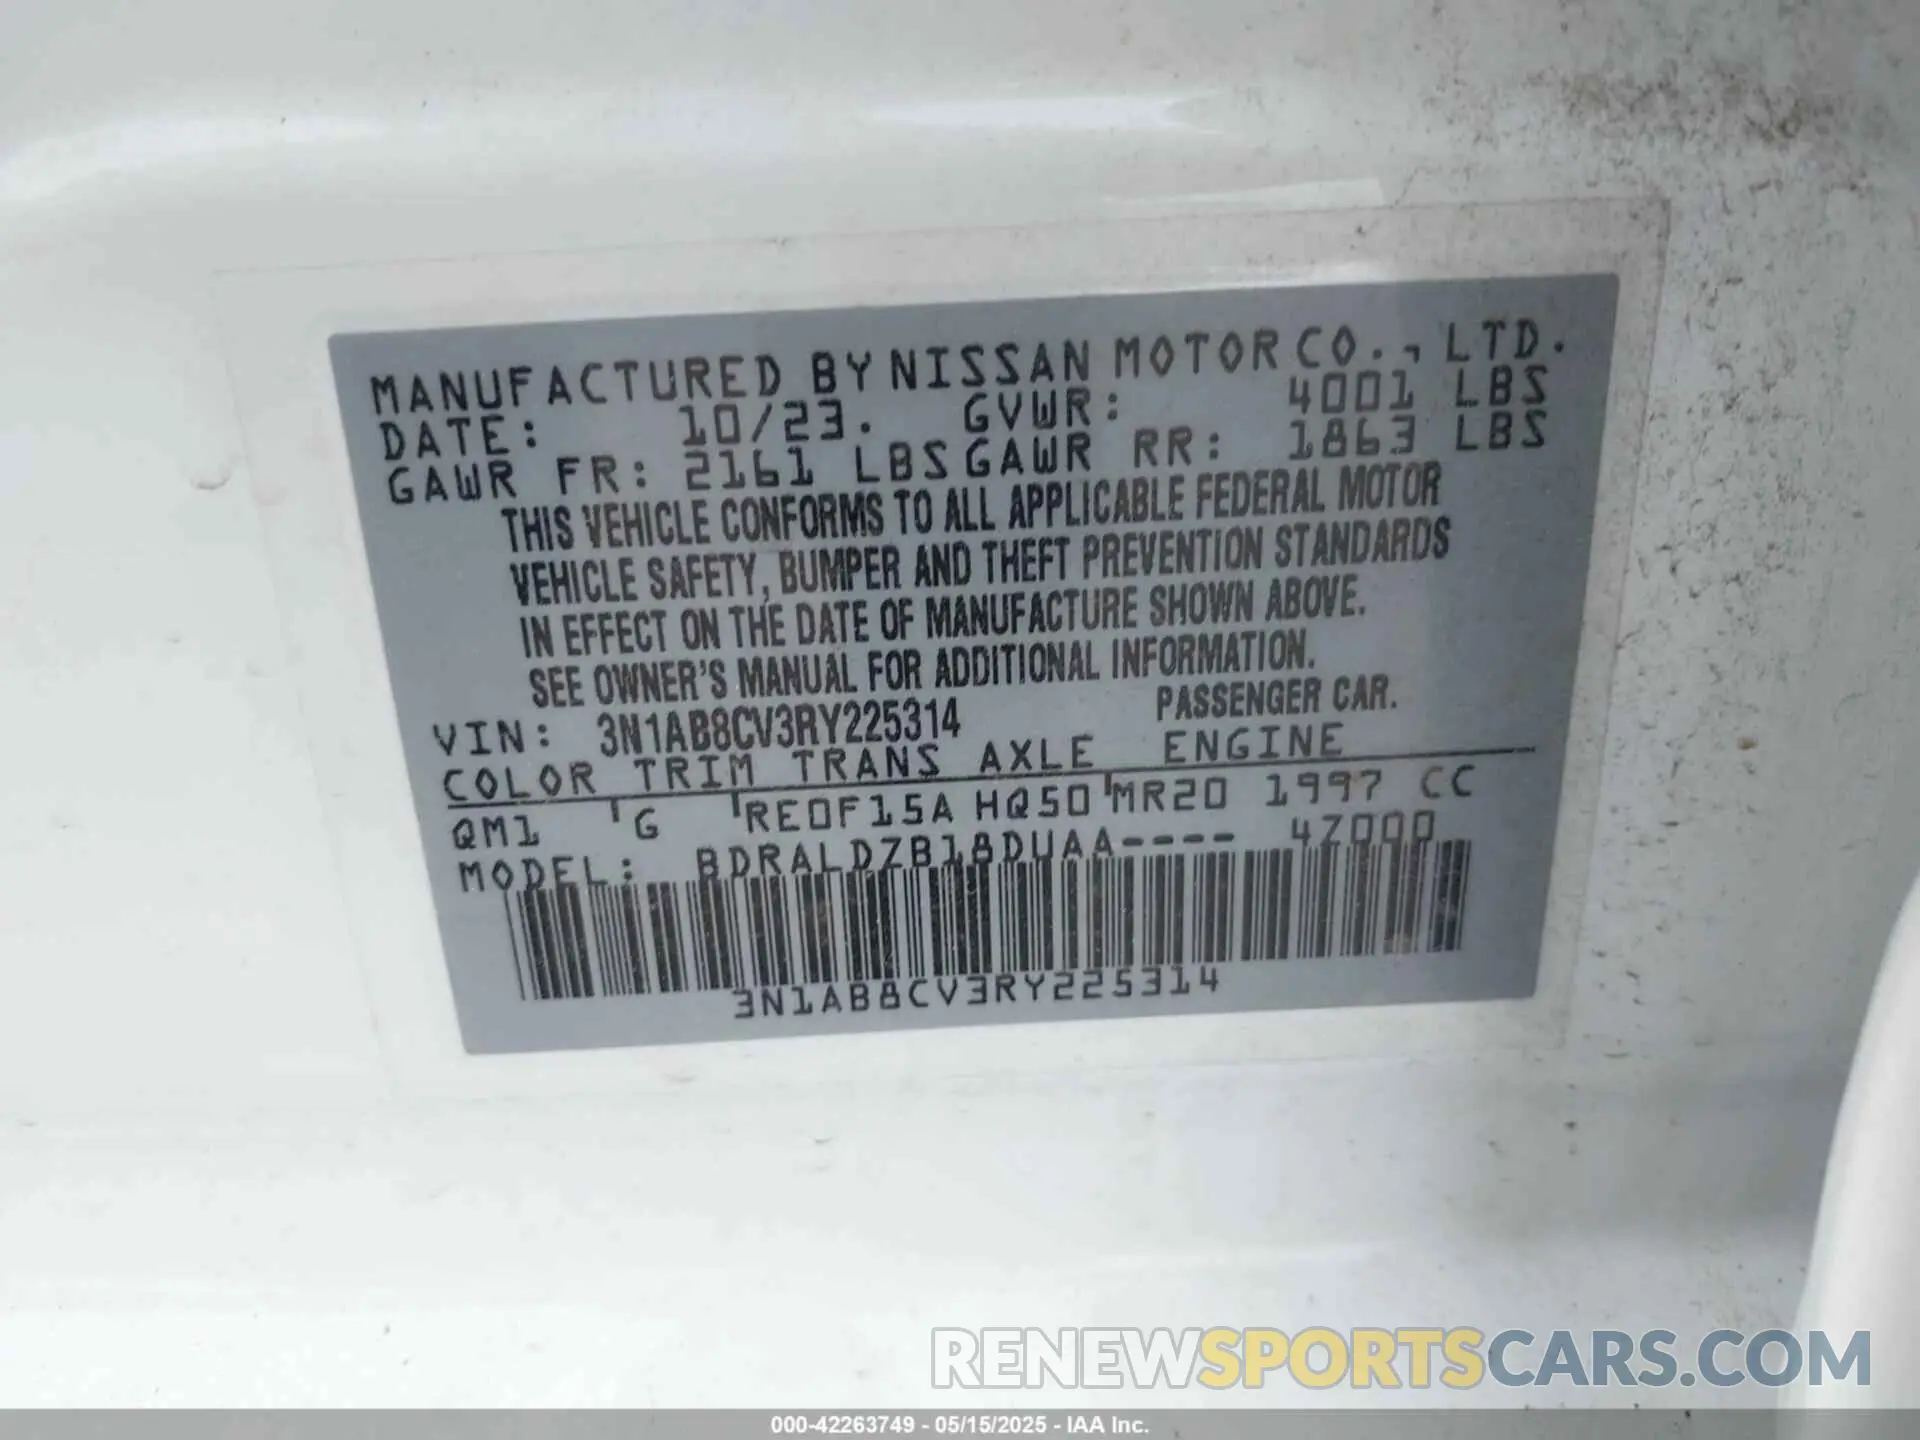 MANUFACTURED BY NISSAN MOTOR CO., LTD.
DATE: 10/23. GVWR: 4001 LBS
GAWR FR: 2161 LBS GAWR RR: 1863 LBS
THIS VEHICLE CONFORMS TO ALL APPLICABLE FEDERAL MOTOR
VEHICLE SAFETY, BUMPER AND THEFT PREVENTION STANDARDS
IN EFFECT ON THE DATE OF MANUFACTURE SHOWN ABOVE.
SEE OWNER'S MANUAL FOR ADDITIONAL INFORMATION.
VIN: 3N1AB8CV3RY225314 PASSENGER CAR.
COLOR TRIM TRANS AXLE ENGINE
QM1 G RE0F15A HQ50 MR20 1997 CC
MODEL: BDRALDZB18DUAA---- 4Z000
3N1AB8CV3RY225314
RENEWSPORTSCARS.COM
000-42263749 - 05/15/2025 - IAA Inc.